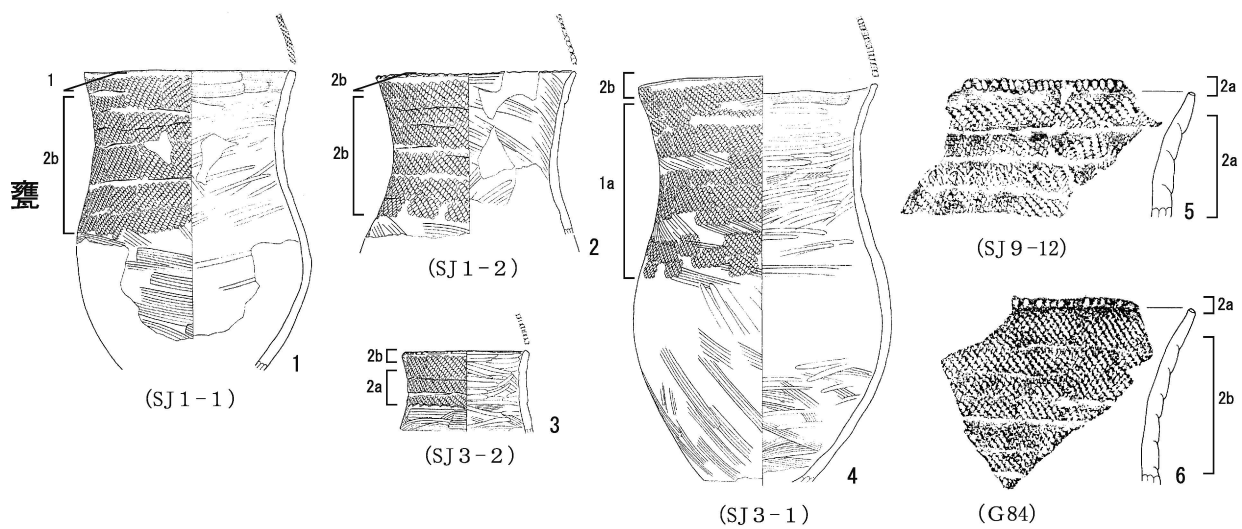 甕
1
2b
1
(SJ1-1)
2b
2b
2
(SJ1-2)
2b
2a
3
(SJ3-2)
2b
1a
4
(SJ3-1)
2a
2a
5
(SJ9-12)
2a
2b
6
(G84)